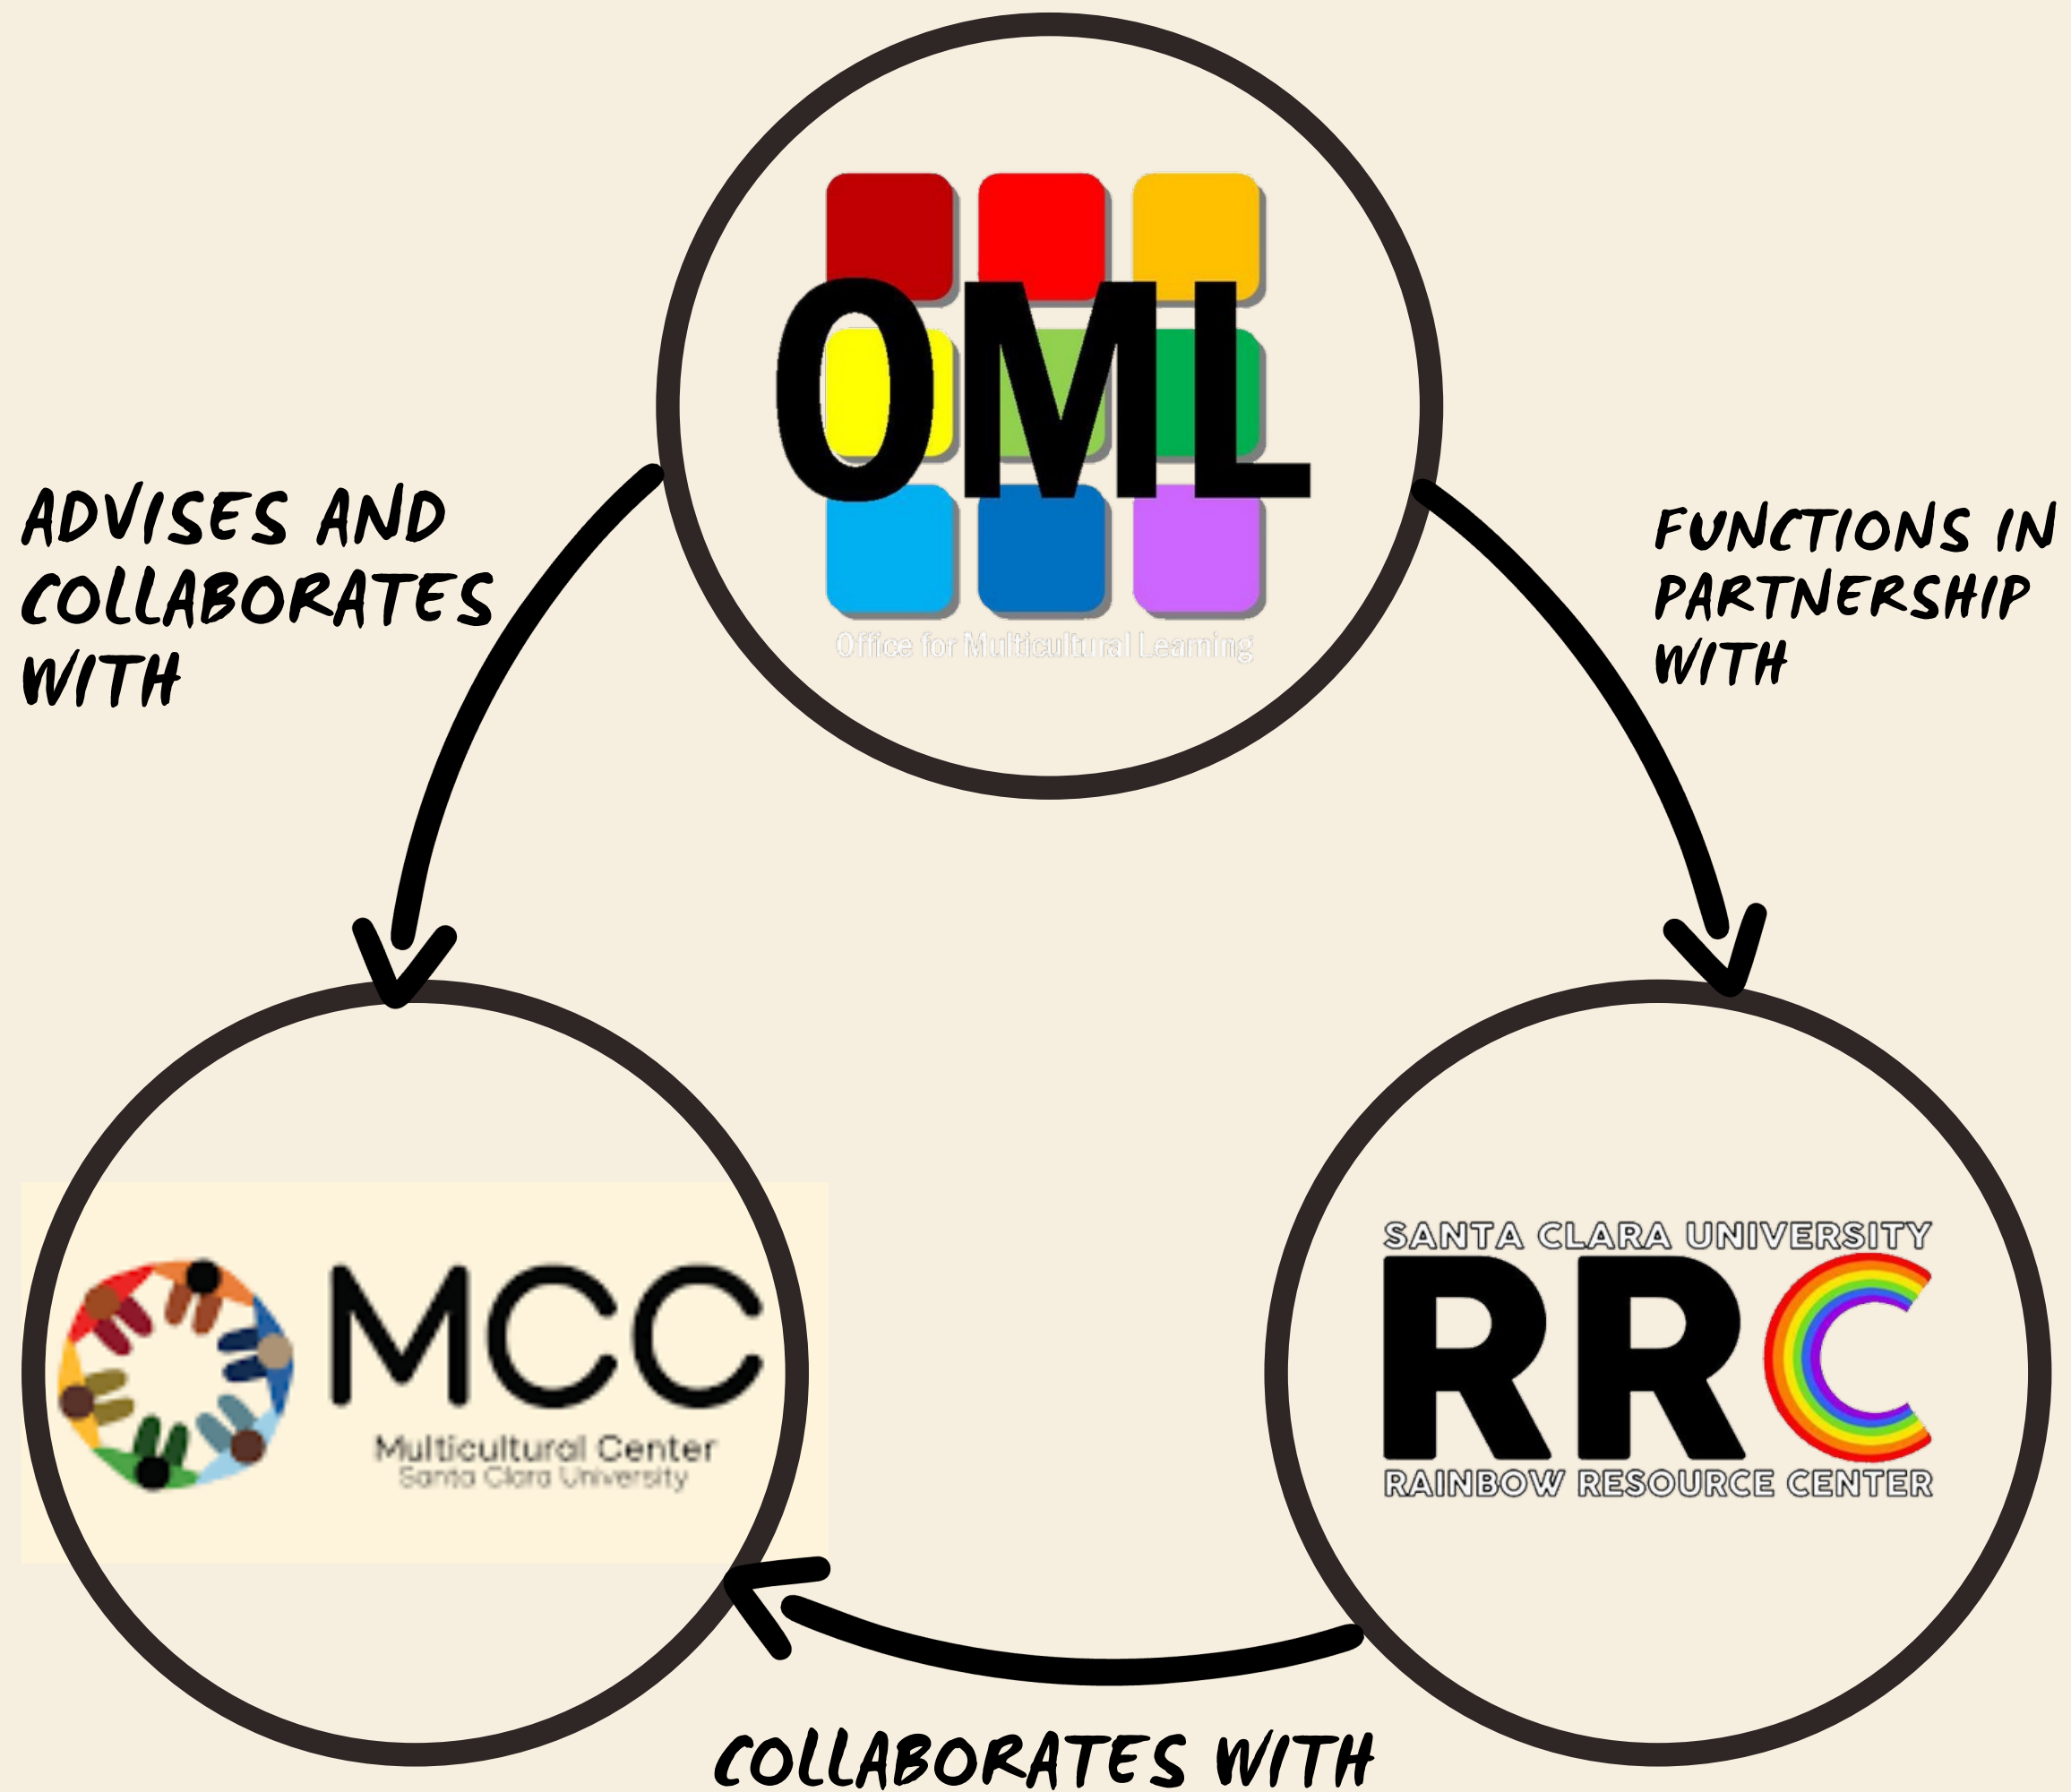 OML
Office for Multicultural Learning
ADVISES AND
COLLABORATES
WITH
FUNCTIONS IN
PARTNERSHIP
WITH
MCC
Multicultural Center
Santa Clara University
SANTA CLARA UNIVERSITY
RRC
RAINBOW RESOURCE CENTER
COLLABORATES WITH